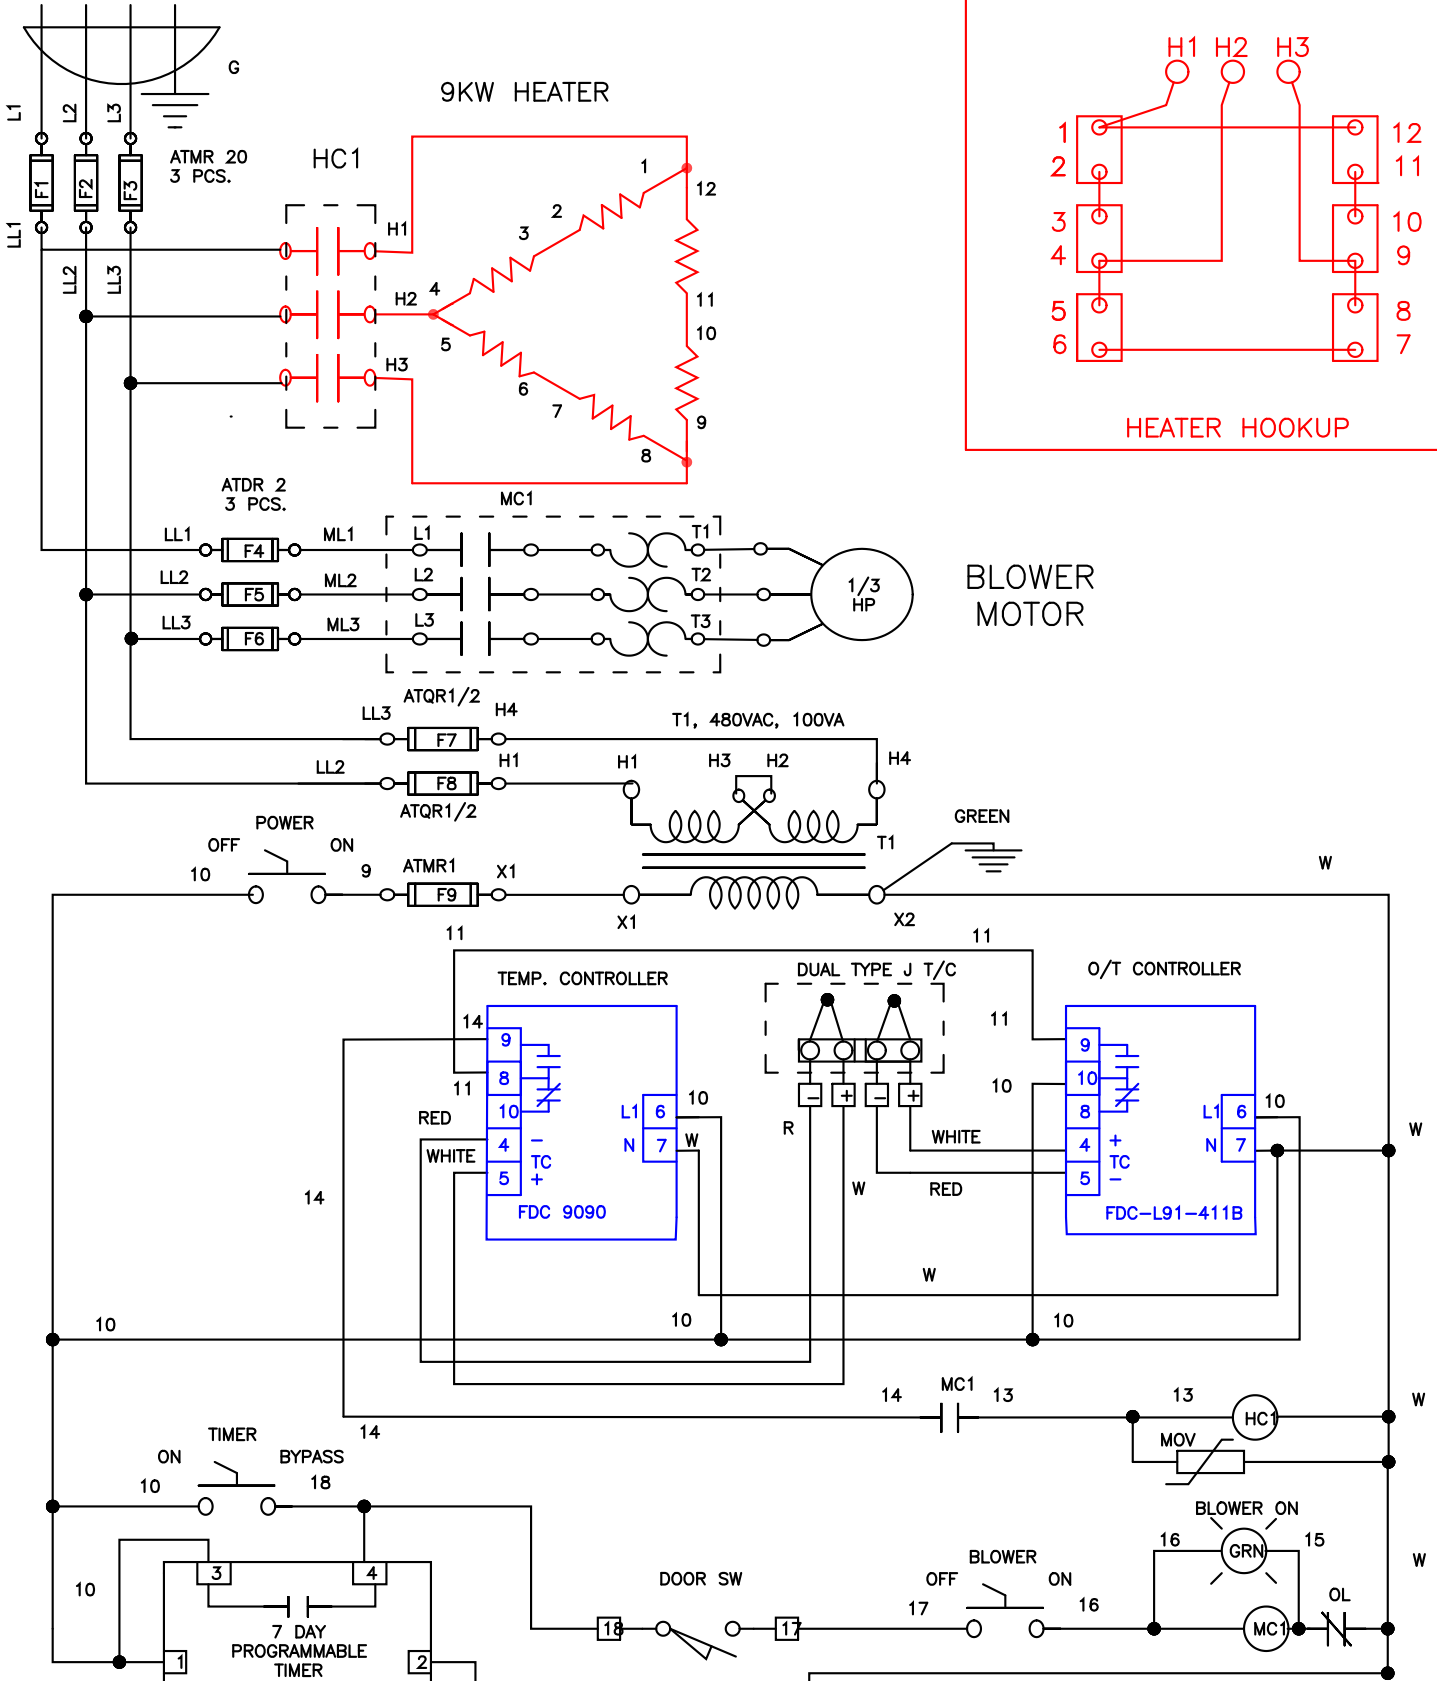 G
L1
L2
L3
ATMR 20
3 PCS.
F1
F2
F3
LL1
LL2
LL3
9KW HEATER
HC1
H1
H2
H3
1
2
3
4
5
6
7
8
9
10
11
12
H1 H2 H3
1
2
3
4
5
6
12
11
10
9
8
7
HEATER HOOKUP
ATDR 2
3 PCS.
MC1
LL1
F4
ML1
L1
T1
LL2
F5
ML2
L2
T2
LL3
F6
ML3
L3
T3
1/3
HP
BLOWER
MOTOR
ATQR1/2
LL3
F7
H4
T1, 480VAC, 100VA
LL2
F8
H1
ATQR1/2
H1
H3
H2
H4
T1
GREEN
POWER
OFF
ON
10
9
ATMR1
F9
X1
X1
X2
W
11
11
TEMP. CONTROLLER
DUAL TYPE J T/C
O/T CONTROLLER
14
9
11
8
10
RED
4 -
WHITE
TC
5 +
FDC 9090
L1 6
10
N 7
W
- + - +
R
W
WHITE
RED
11
9
10
10
8
4 +
TC
5 -
FDC-L91-411B
L1 6
10
N 7
W
14
W
10
10
10
14
MC1
14
13
13
HC1
W
MOV
TIMER
ON
BYPASS
10
18
3
4
10
7 DAY
PROGRAMMABLE
TIMER
1
2
DOOR SW
18
17
BLOWER
OFF
ON
17
16
BLOWER ON
16
GRN
15
MC1
OL
W